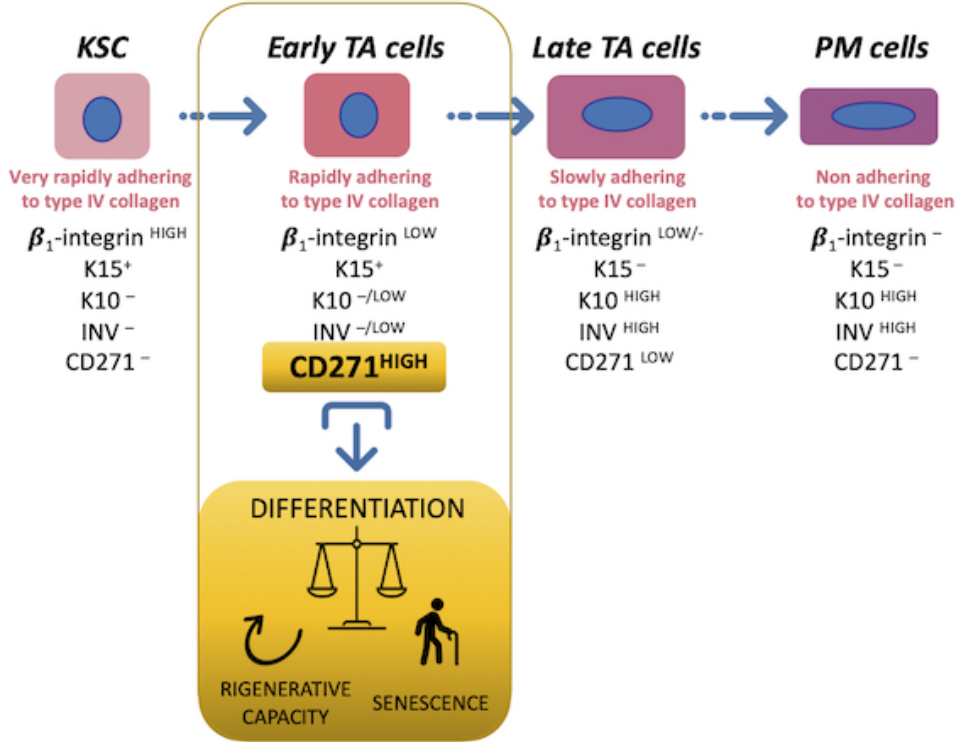 KSC
Very rapidly adhering
to type IV collagen
β₁-integrin HIGH
K15⁺
K10 –
INV –
CD271 –
Early TA cells
Rapidly adhering
to type IV collagen
β₁-integrin LOW
K15⁺
K10 –/LOW
INV –/LOW
CD271HIGH
DIFFERENTIATION
RIGENERATIVE
CAPACITY
SENESCENCE
Late TA cells
Slowly adhering
to type IV collagen
β₁-integrin LOW/-
K15 –
K10 HIGH
INV HIGH
CD271 LOW
PM cells
Non adhering
to type IV collagen
β₁-integrin –
K15 –
K10 HIGH
INV HIGH
CD271 –